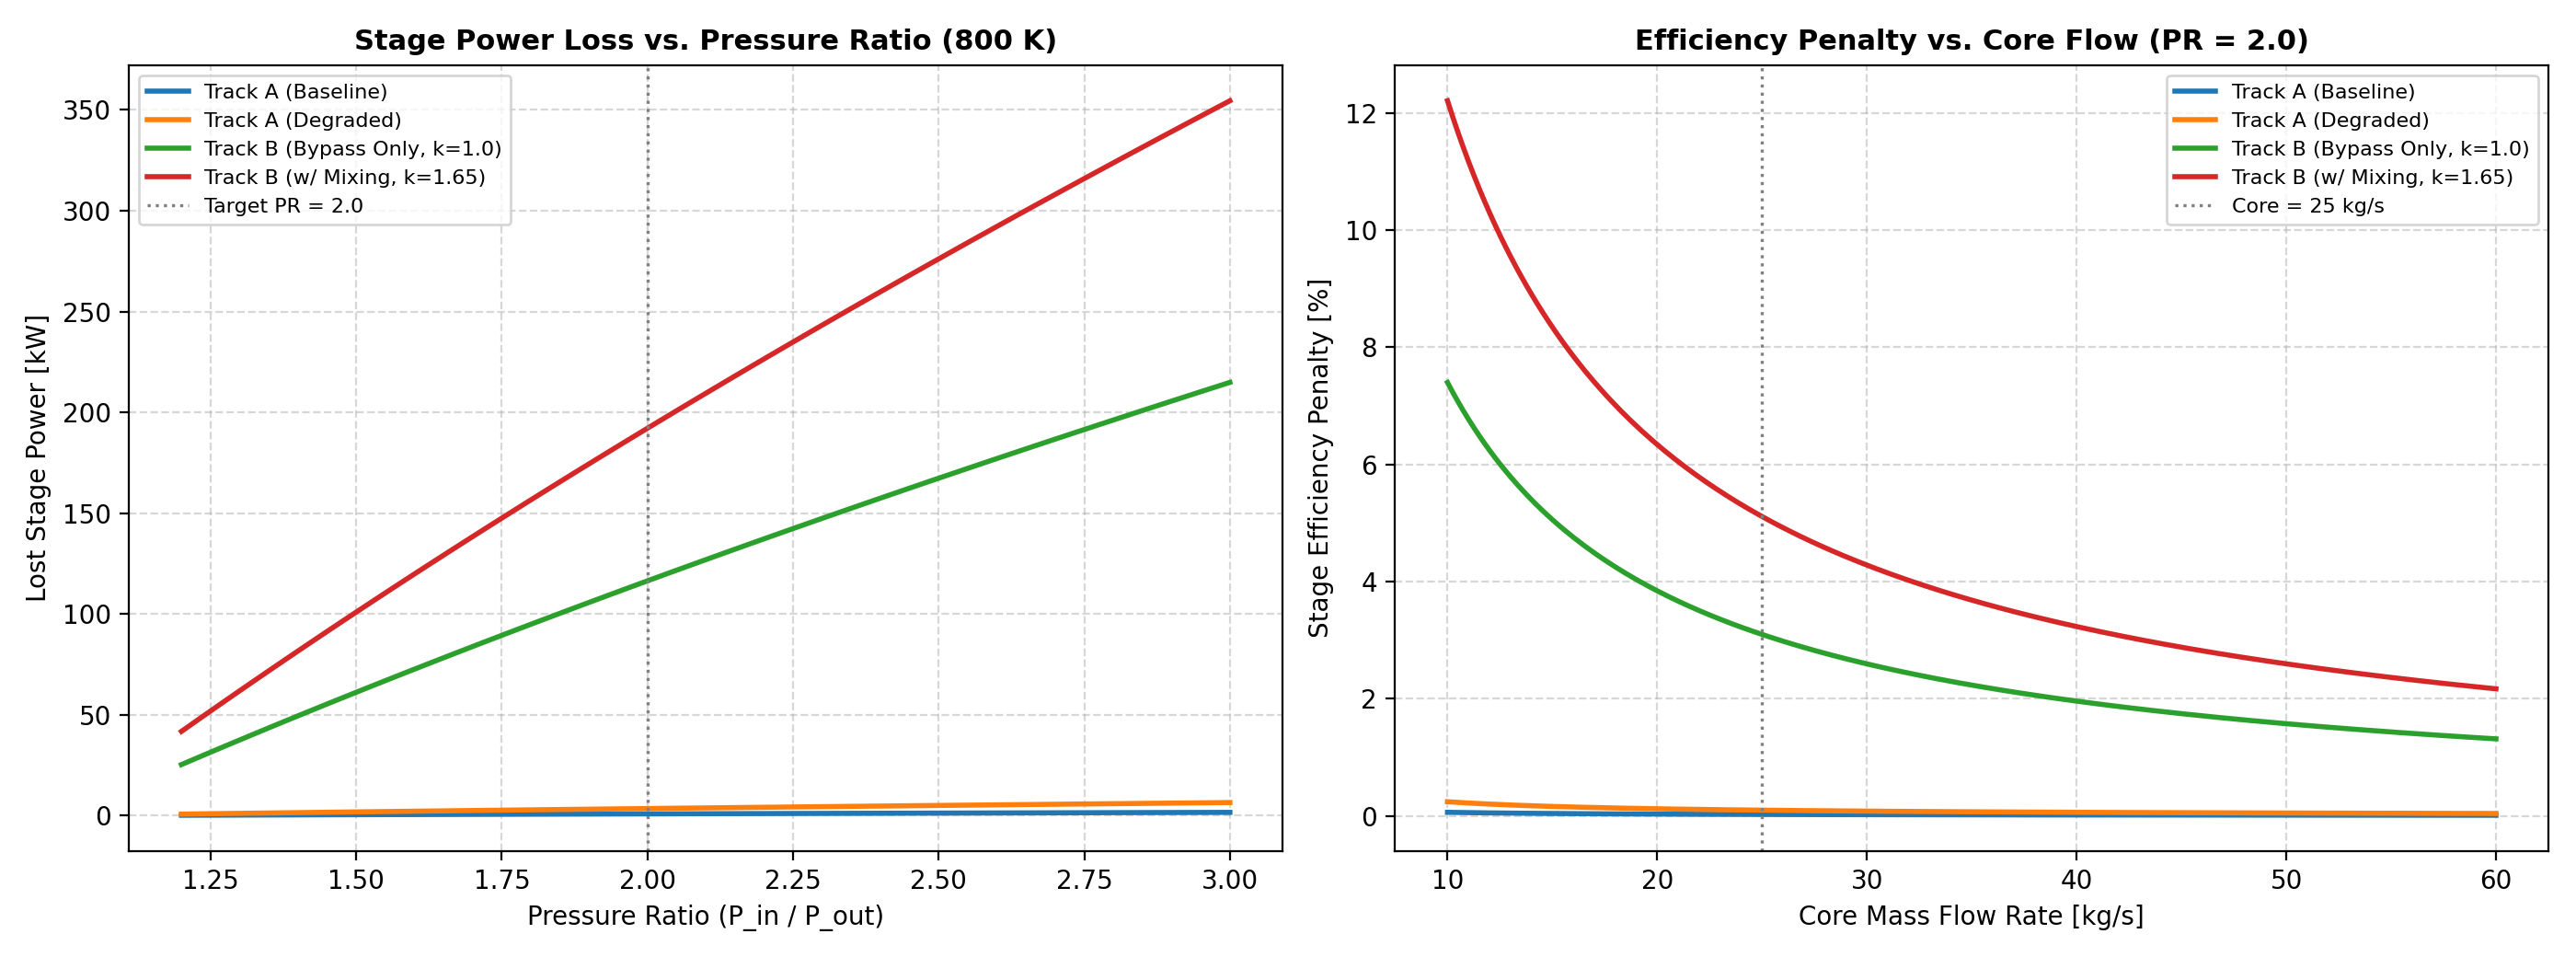 Stage Power Loss vs. Pressure Ratio (800 K)
Lost Stage Power [kW]
350
300
250
200
150
100
50
0
Track A (Baseline)
Track A (Degraded)
Track B (Bypass Only, k=1.0)
Track B (w/ Mixing, k=1.65)
Target PR = 2.0
1.25 1.50 1.75 2.00 2.25 2.50 2.75 3.00
Pressure Ratio (P_in / P_out)
Efficiency Penalty vs. Core Flow (PR = 2.0)
Stage Efficiency Penalty [%]
12
10
8
6
4
2
0
Track A (Baseline)
Track A (Degraded)
Track B (Bypass Only, k=1.0)
Track B (w/ Mixing, k=1.65)
Core = 25 kg/s
10 20 30 40 50 60
Core Mass Flow Rate [kg/s]